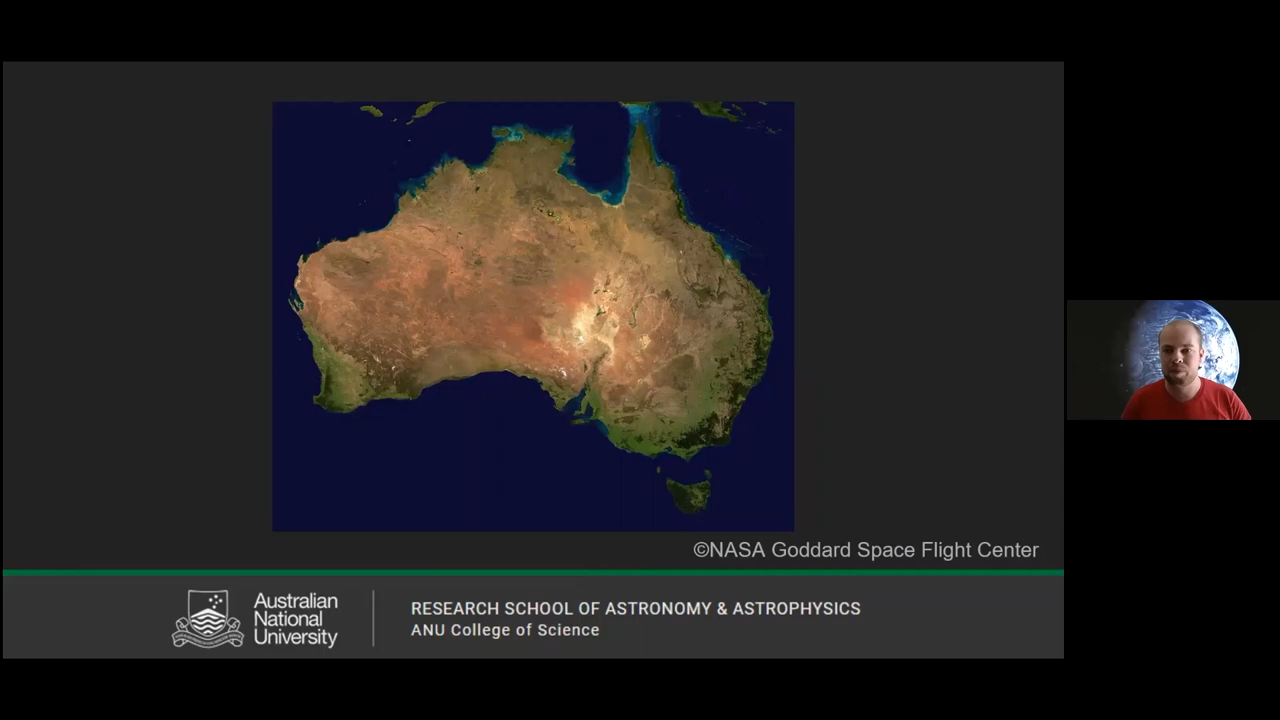 ©NASA Goddard Space Flight Center
Australian
National
University
RESEARCH SCHOOL OF ASTRONOMY & ASTROPHYSICS
ANU College of Science